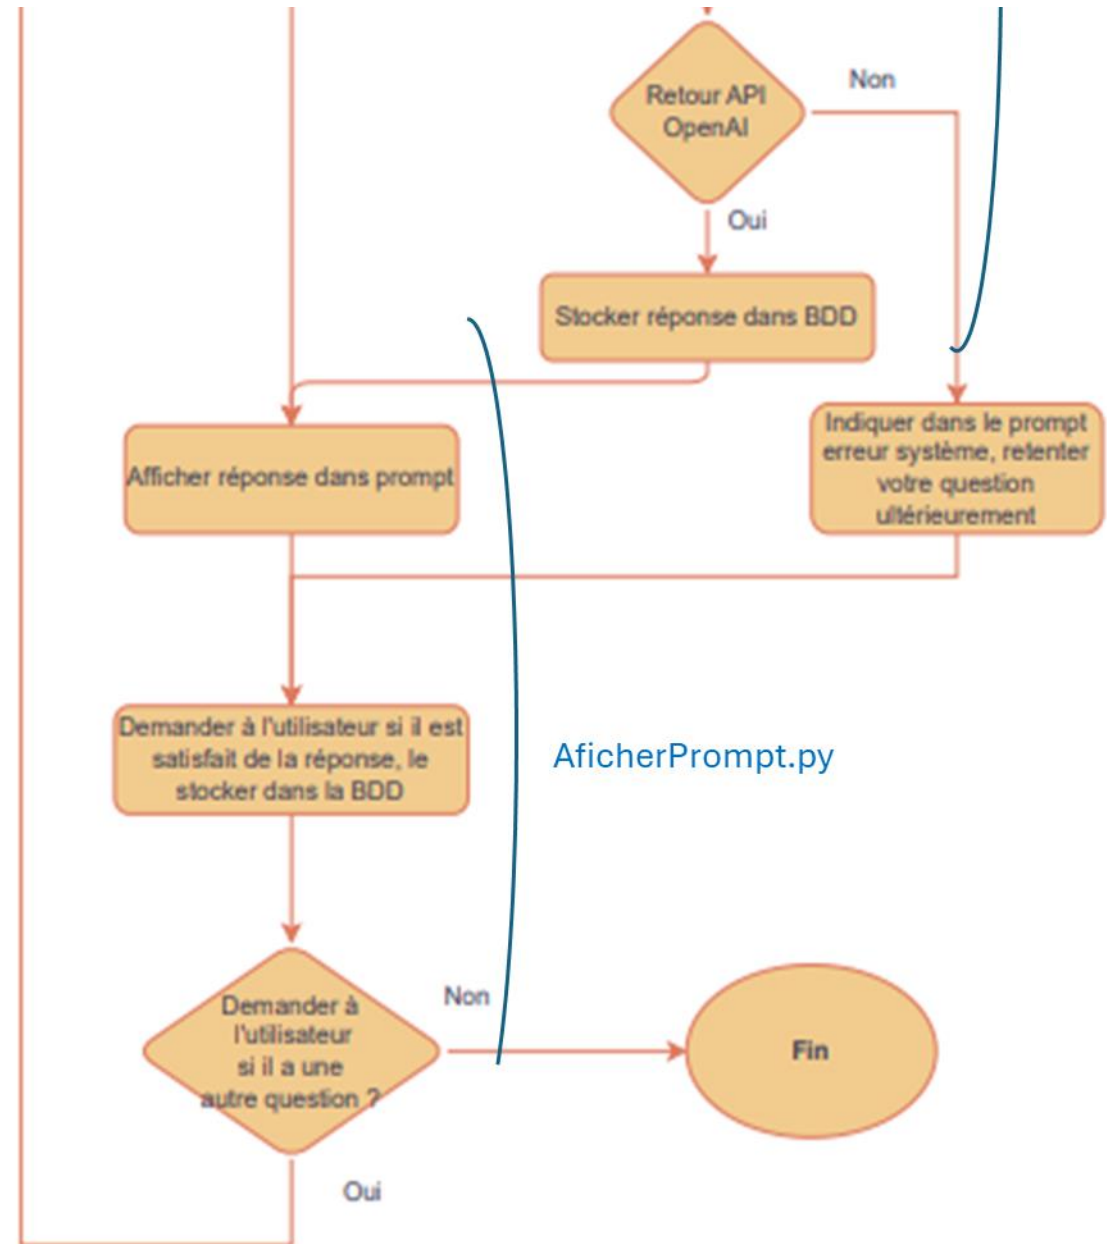 Retour API
OpenAI
Non
Oui
Stocker réponse dans BDD
Indiquer dans le prompt
erreur système, retenter
votre question
ultérieurement
Afficher réponse dans prompt
Demander à l'utilisateur si il est
satisfait de la réponse, le
stocker dans la BDD
AficherPrompt.py
Demander à
l'utilisateur
si il a une
autre question ?
Non
Fin
Oui